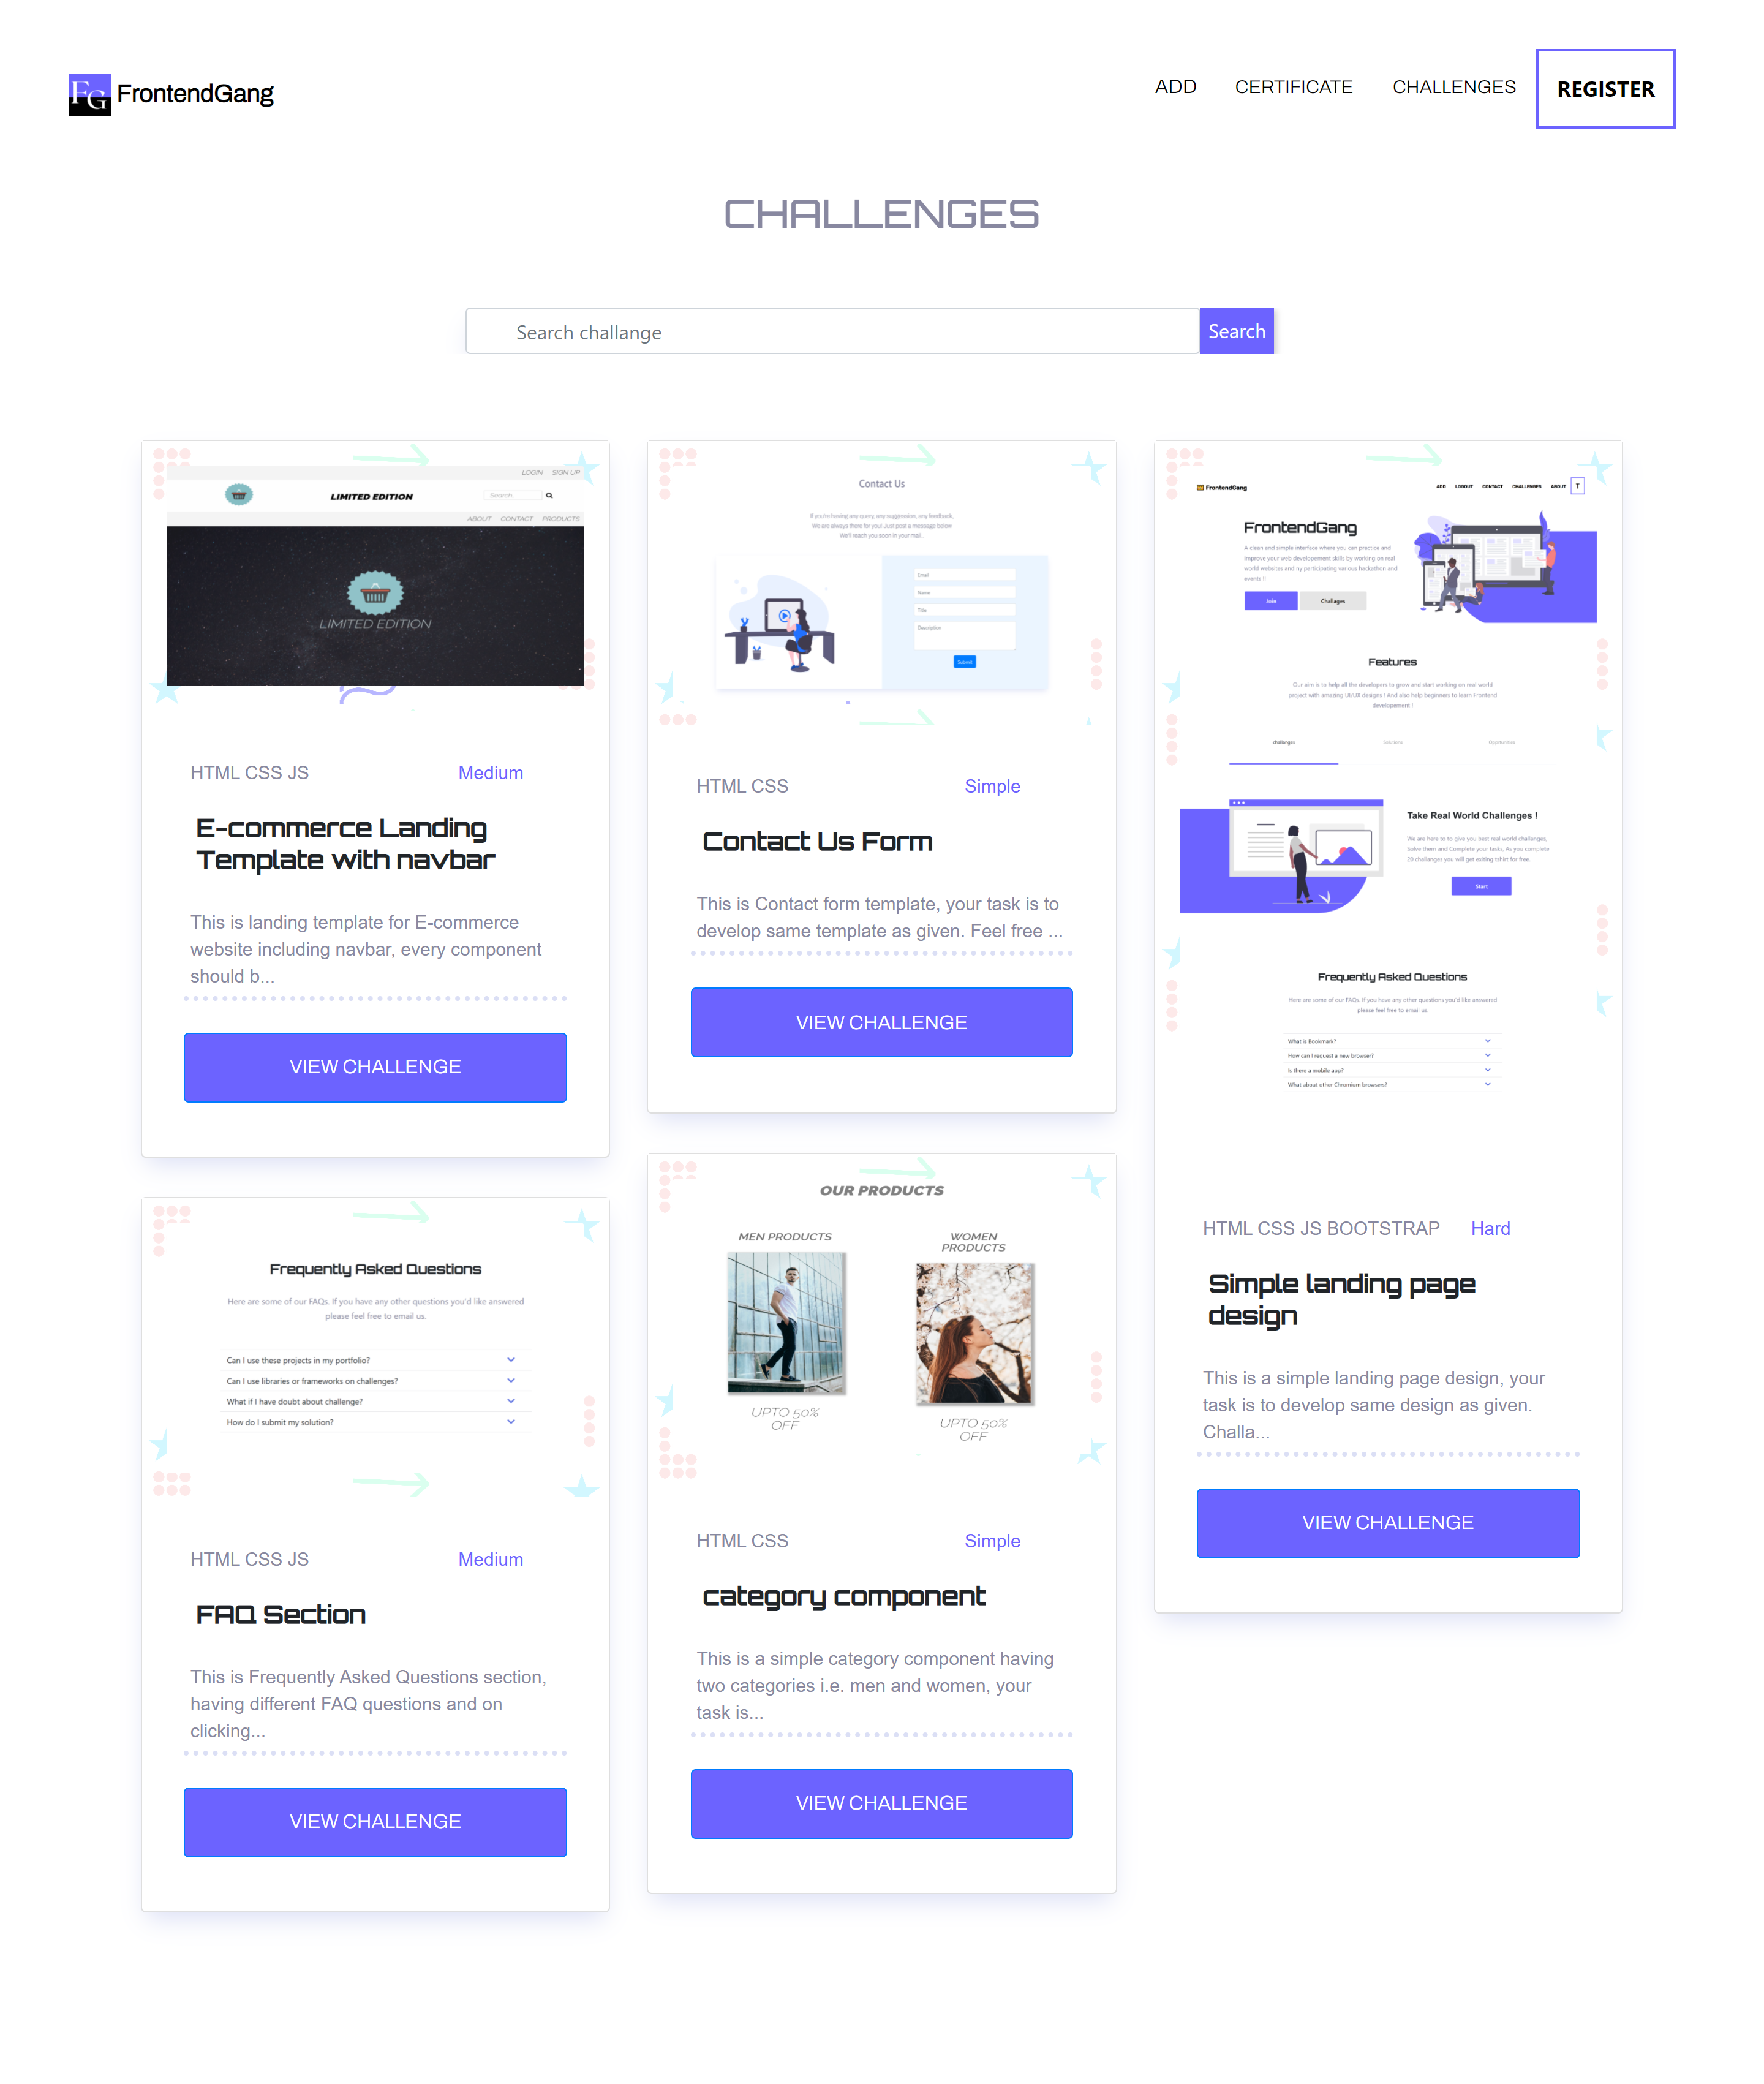 FG FrontendGang
ADD CERTIFICATE CHALLENGES REGISTER
CHALLENGES
Search challange Search
LOGIN SIGN UP
LIMITED EDITION Search
ABOUT CONTACT PRODUCTS
LIMITED EDITION
HTML CSS JS Medium
E-commerce Landing
Template with navbar
This is landing template for E-commerce
website including navbar, every component
should b...
VIEW CHALLENGE
Frequently Asked Questions
Here are some of our FAQs. If you have any other questions you'd like answered
please feel free to email us.
Can I use these projects in my portfolio?
Can I use libraries or frameworks on challenges?
What if I have doubt about challenge?
How do I submit my solution?
HTML CSS JS Medium
FAQ Section
This is Frequently Asked Questions section,
having different FAQ questions and on
clicking...
VIEW CHALLENGE
Contact Us
If you're having any query, any suggestion, any feedback,
We are always there for you! Just post a message below
We'll reach you soon in your mail.
Email
Name
Title
Description
Submit
HTML CSS Simple
Contact Us Form
This is Contact form template, your task is to
develop same template as given. Feel free ...
VIEW CHALLENGE
OUR PRODUCTS
MEN PRODUCTS
WOMEN
PRODUCTS
UPTO 50%
OFF
UPTO 50%
OFF
HTML CSS Simple
category component
This is a simple category component having
two categories i.e. men and women, your
task is...
VIEW CHALLENGE
FrontendGang ADD LOGOUT CONTACT CHALLENGES ABOUT T
FrontendGang
A clean and simple interface where you can practice and
improve your web developement skills by working on real
world websites and ny participating various hackathon and
events !!
Join Challages
Features
Our aim is to help all the developers to grow and start working on real world
project with amazing UI/UX designs ! And also help beginners to learn Frontend
developement !
challenges Solutions Oportunities
Take Real World Challenges !
We are here to to give you best real world challenges,
Solve them and Complete your tasks, As you complete
20 challenges you will get exiting tshirt for free.
Start
Frequently Asked Questions
Here are some of our FAQs. If you have any other questions you'd like answered
please feel free to email us.
What is Bookmark?
How can I request a new browser?
Is there a mobile app?
What about other Chromium browsers?
HTML CSS JS BOOTSTRAP Hard
Simple landing page
design
This is a simple landing page design, your
task is to develop same design as given.
Challa...
VIEW CHALLENGE